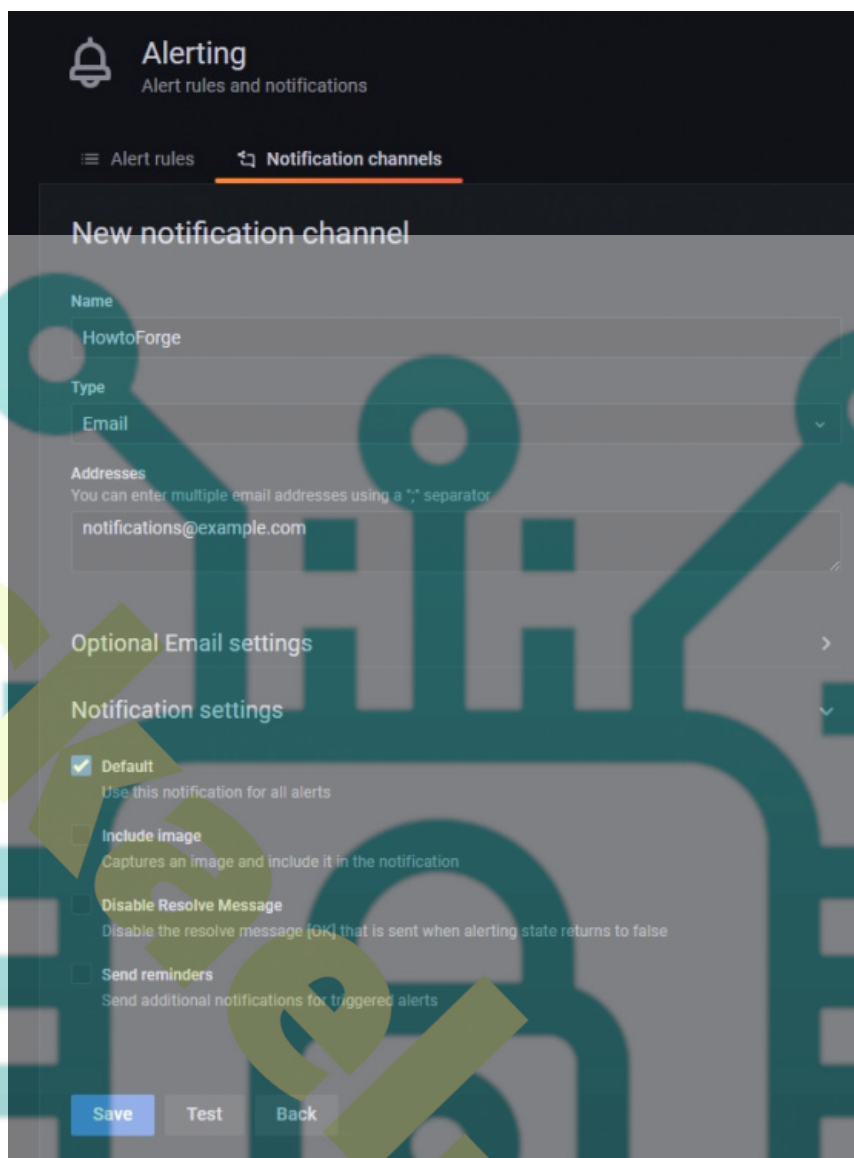 Alerting
Alert rules and notifications
Alert rules Notification channels
New notification channel
Name
HowtoForge
Type
Email
Addresses
You can enter multiple email addresses using a ";" separator
notifications@example.com
Optional Email settings
Notification settings
Default
Use this notification for all alerts
Include image
Captures an image and include it in the notification
Disable Resolve Message
Disable the resolve message [OK] that is sent when alerting state returns to false
Send reminders
Send additional notifications for triggered alerts
Save Test Back